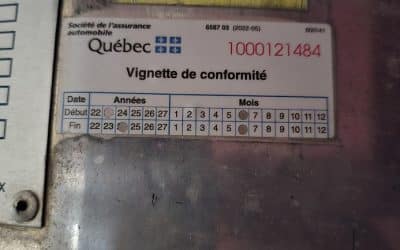 Société de l'assurance automobile
6587 03 (2022-05)
Québec
1000121484
Vignette de conformité
Date Années Mois
Début 22 24 25 26 27 1 2 3 4 5 7 8 9 10 11 12
Fin 22 23 25 26 27 1 2 3 4 5 7 8 9 10 11 12
X